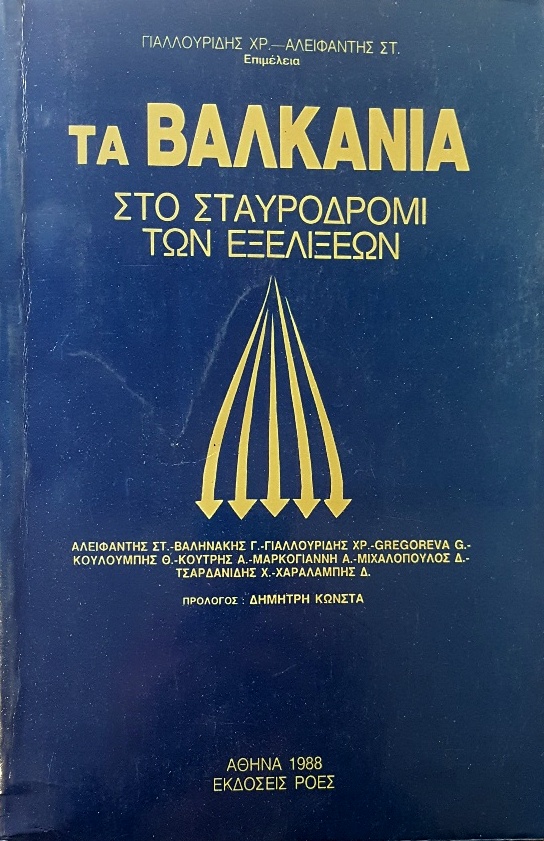 ΓΙΑΛΛΟΥΡΙΔΗΣ ΧΡ.—ΑΛΕΙΦΑΝΤΗΣ ΣΤ.
Επιμέλεια
ΤΑ ΒΑΛΚΑΝΙΑ
ΣΤΟ ΣΤΑΥΡΟΔΡΟΜΙ
ΤΩΝ ΕΞΕΛΙΞΕΩΝ
ΑΛΕΙΦΑΝΤΗΣ ΣΤ.-ΒΑΛΗΝΑΚΗΣ Γ.-ΓΙΑΛΛΟΥΡΙΔΗΣ ΧΡ.-GREGOREVA G.-
ΚΟΥΛΟΥΜΠΗΣ Θ.-ΚΟΥΤΡΗΣ Α.-ΜΑΡΚΟΓΙΑΝΝΗ Α.-ΜΙΧΑΛΟΠΟΥΛΟΣ Δ.-
ΤΣΑΡΔΑΝΙΔΗΣ Χ.-ΧΑΡΑΛΑΜΠΗΣ Δ.
ΠΡΟΛΟΓΟΣ : ΔΗΜΗΤΡΗ ΚΩΝΣΤΑ
ΑΘΗΝΑ 1988
ΕΚΔΟΣΕΙΣ ΡΟΕΣ